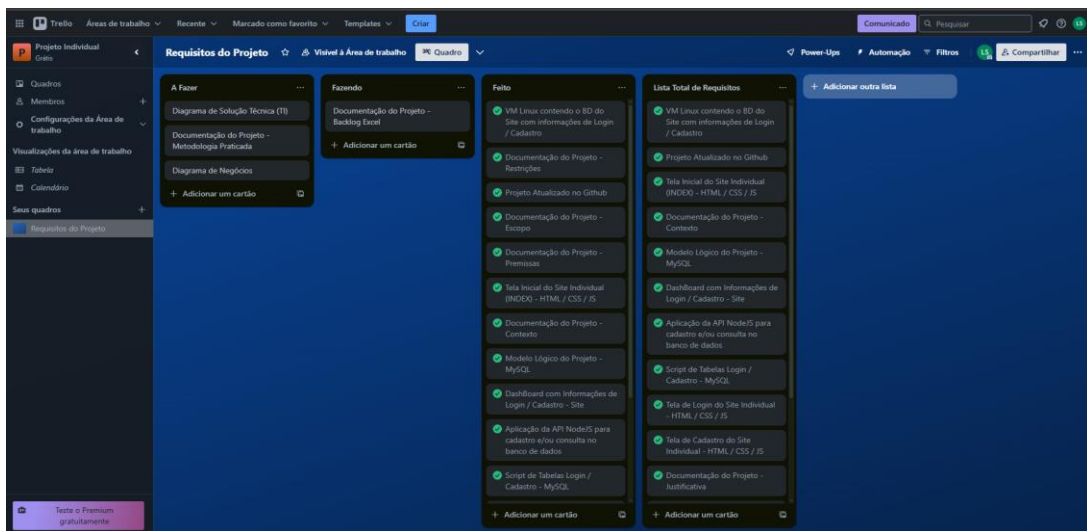 Trello
Áreas de trabalho
Recente
Marcado como favorito
Templates
Criar
Comunicado
Pesquisar
LS
P
Projeto Individual
Grátis
Requisitos do Projeto
Visível à Área de trabalho
Quadro
Power-Ups
Automação
Filtros
LS
Compartilhar
Quadros
Membros
Configurações da Área de
trabalho
Visualizações da área de trabalho
Tabela
Calendário
Seus quadros
Requisitos do Projeto
Teste o Premium
gratuitamente
A Fazer
Diagrama de Solução Técnica (TI)
Documentação do Projeto -
Metodologia Praticada
Diagrama de Negócios
+ Adicionar um cartão
Fazendo
Documentação do Projeto -
Backlog Excel
+ Adicionar um cartão
Feito
VM Linux contendo o BD do
Site com informações de Login
/ Cadastro
Documentação do Projeto -
Restrições
Projeto Atualizado no Github
Documentação do Projeto -
Escopo
Documentação do Projeto -
Premissas
Tela Inicial do Site Individual
(INDEX) - HTML / CSS / JS
Documentação do Projeto -
Contexto
Modelo Lógico do Projeto -
MySQL
DashBoard com Informações de
Login / Cadastro - Site
Aplicação da API NodeJS para
cadastro e/ou consulta no
banco de dados
Script de Tabelas Login /
Cadastro - MySQL
+ Adicionar um cartão
Lista Total de Requisitos
VM Linux contendo o BD do
Site com informações de Login
/ Cadastro
Projeto Atualizado no Github
Tela Inicial do Site Individual
(INDEX) - HTML / CSS / JS
Documentação do Projeto -
Contexto
Modelo Lógico do Projeto -
MySQL
DashBoard com Informações de
Login / Cadastro - Site
Aplicação da API NodeJS para
cadastro e/ou consulta no
banco de dados
Script de Tabelas Login /
Cadastro - MySQL
Tela de Login do Site Individual
- HTML / CSS / JS
Tela de Cadastro do Site
Individual - HTML / CSS / JS
Documentação do Projeto -
Justificativa
+ Adicionar um cartão
+ Adicionar outra lista